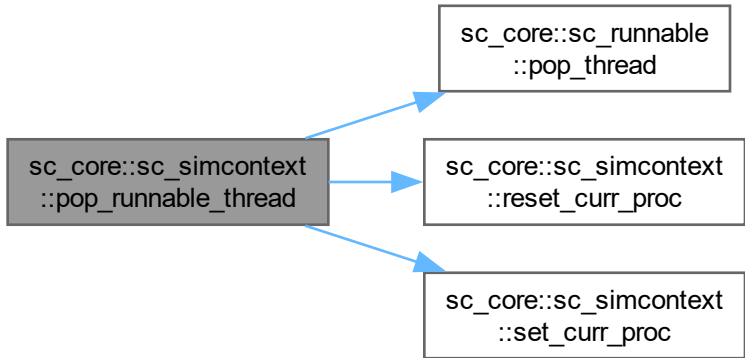 sc_core::sc_runnable
::pop_thread
sc_core::sc_simcontext
::pop_runnable_thread
sc_core::sc_simcontext
::reset_curr_proc
sc_core::sc_simcontext
::set_curr_proc